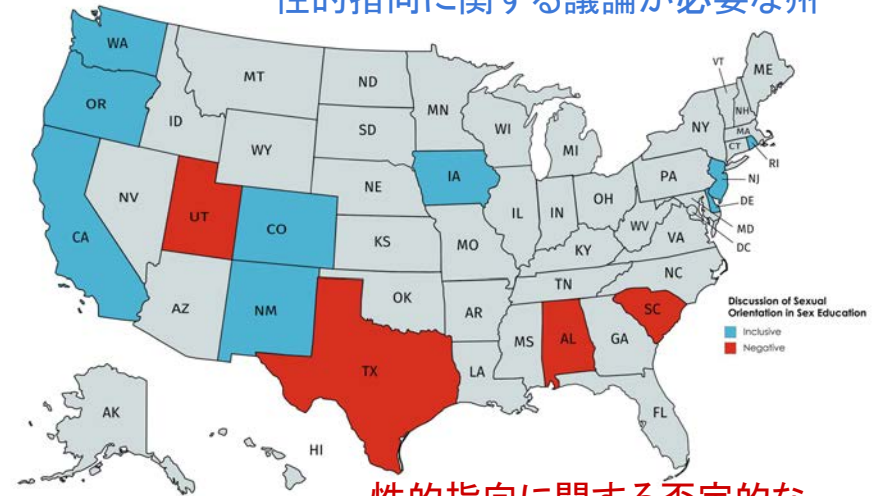 性的指向に関する議論が必要な州
WA
OR
CA
ID
NV
UT
AZ
MT
WY
CO
NM
ND
SD
NE
KS
OK
TX
MN
IA
MO
AR
LA
WI
IL
IN
MI
OH
KY
TN
MS
AL
GA
FL
SC
NC
VA
WV
PA
NY
VT
NH
ME
MA
CT
RI
NJ
DE
MD
DC
AK
HI
Discussion of Sexual
Orientation in Sex Education
Inclusive
Negative
性的指向に関する否定的な